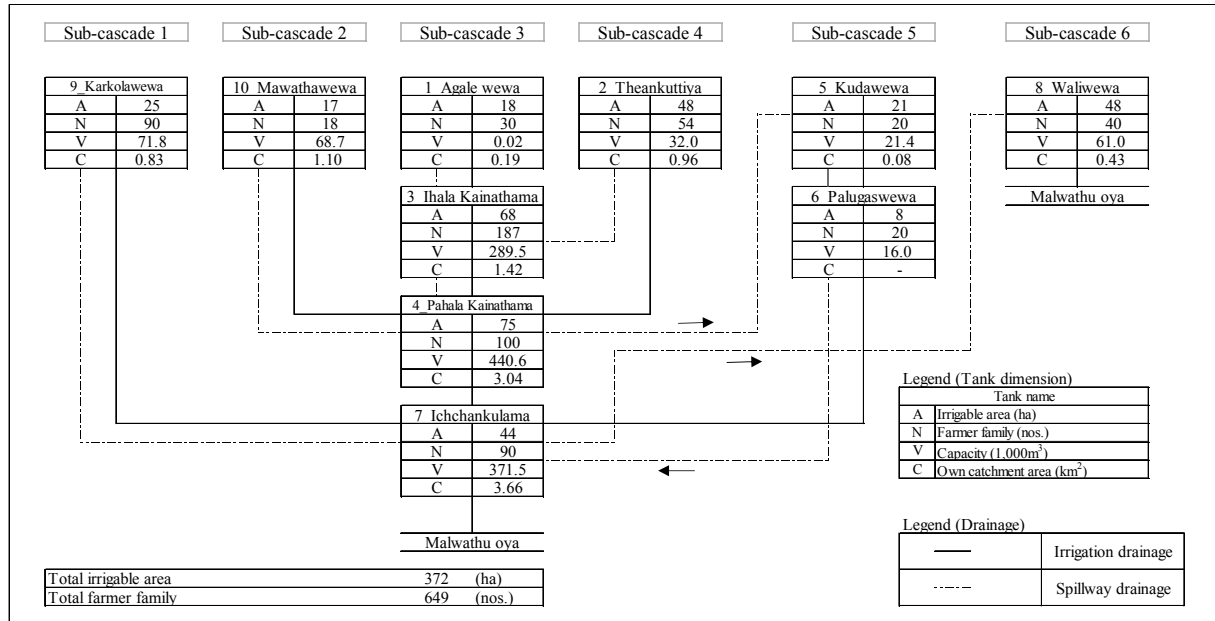 Sub-cascade 1 Sub-cascade 2 Sub-cascade 3 Sub-cascade 4 Sub-cascade 5 Sub-cascade 6
9_Karkolawewa
A 25
N 90
V 71.8
C 0.83
10 Mawathawewa
A 17
N 18
V 68.7
C 1.10
1 Agale wewa
A 18
N 30
V 0.02
C 0.19
2 Theankuttiya
A 48
N 54
V 32.0
C 0.96
5 Kudawewa
A 21
N 20
V 21.4
C 0.08
8 Waliwewa
A 48
N 40
V 61.0
C 0.43
Malwathu oya
3 Ihala Kainathama
A 68
N 187
V 289.5
C 1.42
6 Palugaswewa
A 8
N 20
V 16.0
C -
4_Pahala Kainathama
A 75
N 100
V 440.6
C 3.04
7 Ichchankulama
A 44
N 90
V 371.5
C 3.66
Malwathu oya
Legend (Tank dimension)
Tank name
A Irrigable area (ha)
N Farmer family (nos.)
V Capacity (1,000m³)
C Own catchment area (km²)
Legend (Drainage)
Irrigation drainage
Spillway drainage
Total irrigable area 372 (ha)
Total farmer family 649 (nos.)